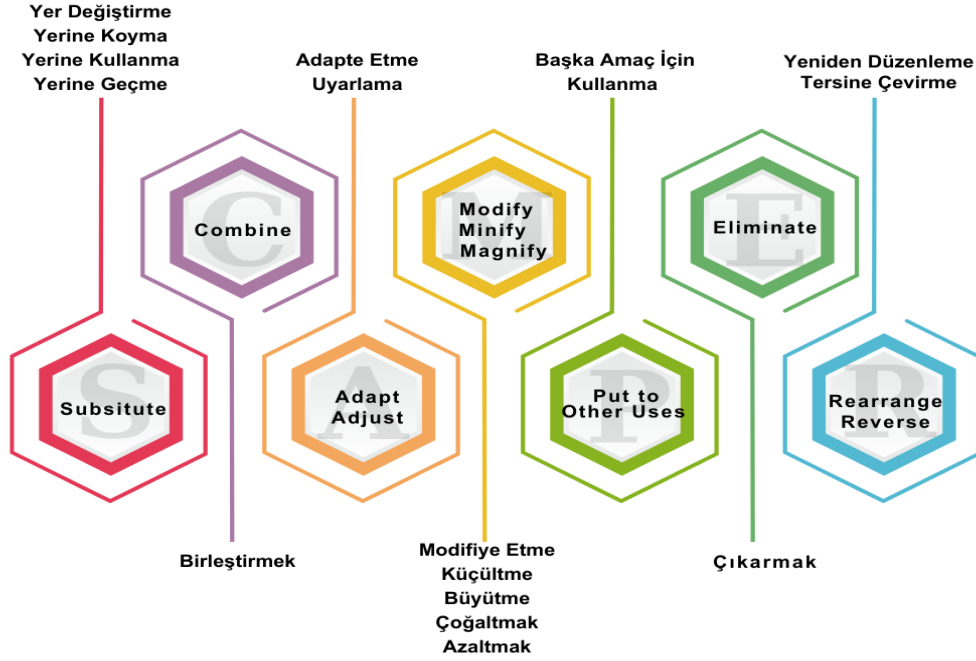 Yer Değiştirme
Yerine Koyma
Yerine Kullanma
Yerine Geçme
Adapte Etme
Uyarlama
Başka Amaç İçin
Kullanma
Yeniden Düzenleme
Tersine Çevirme
C
Combine
M
Modify
Minify
Magnify
E
Eliminate
S
Subsitute
A
Adapt
Adjust
P
Put to
Other Uses
R
Rearrange
Reverse
Birleştirmek
Modifiye Etme
Küçültme
Büyütme
Çoğaltmak
Azaltmak
Çıkarmak